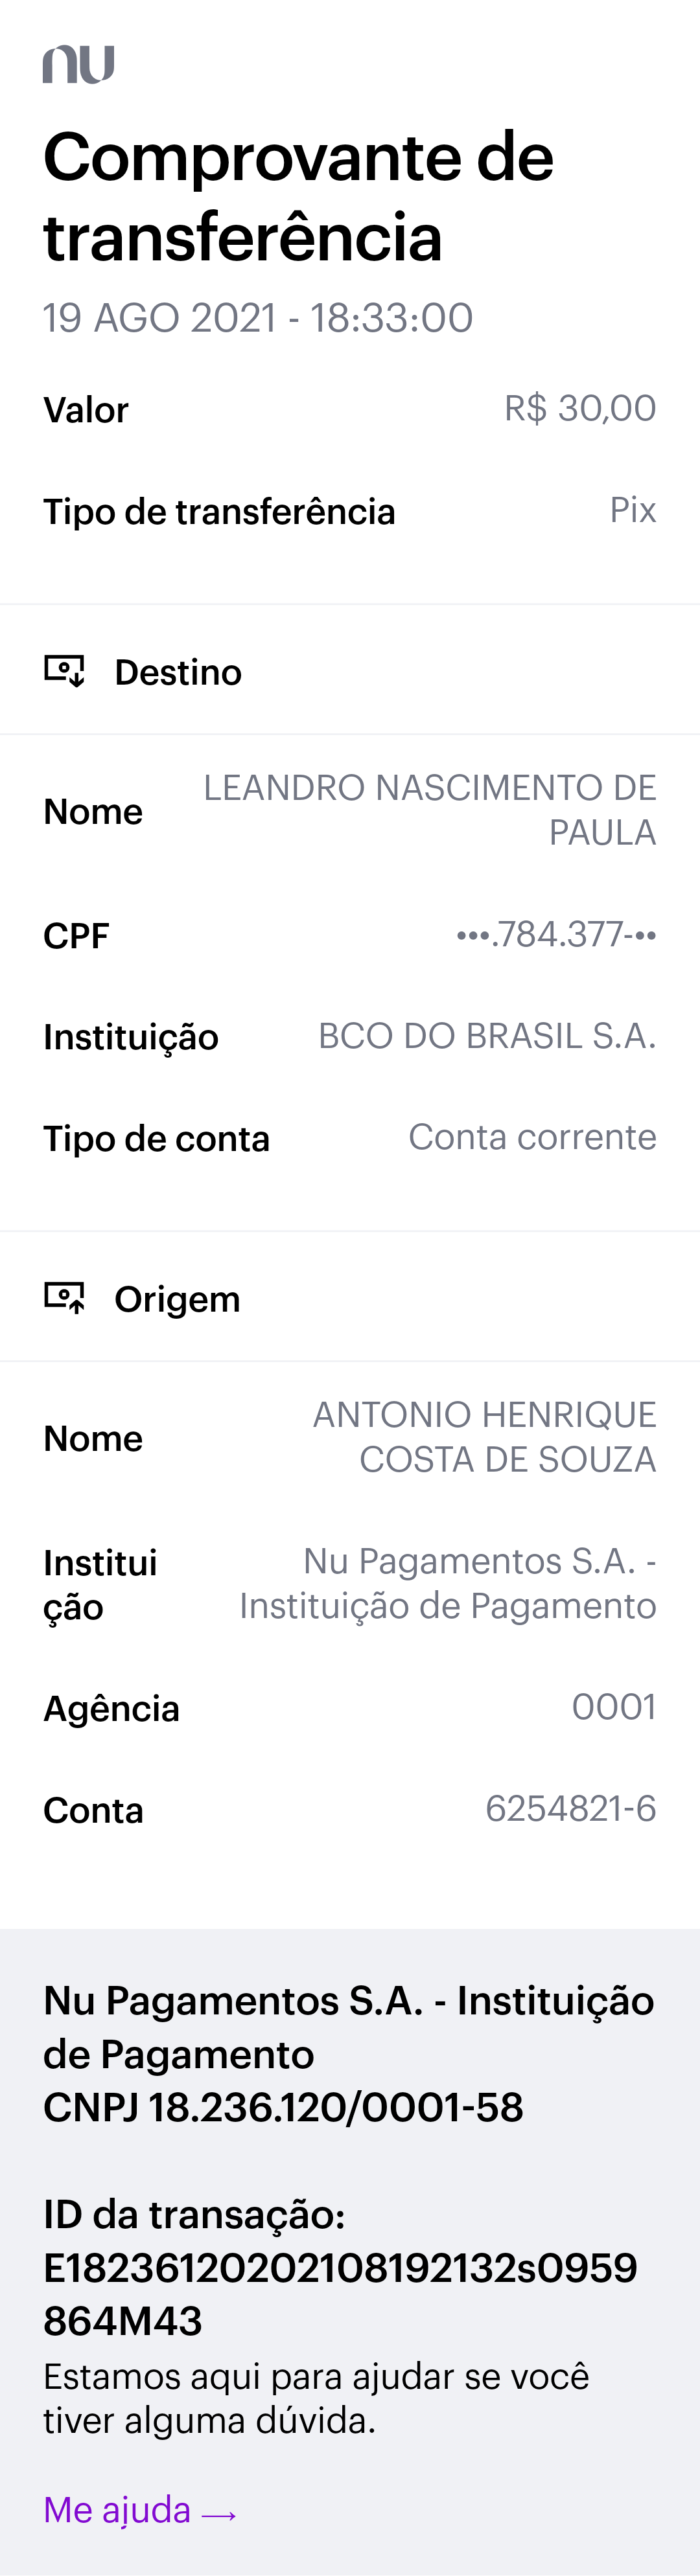 nu
Comprovante de
transferência
19 AGO 2021 - 18:33:00
Valor R$ 30,00
Tipo de transferência Pix
Destino
Nome LEANDRO NASCIMENTO DE
PAULA
CPF •••.784.377-••
Instituição BCO DO BRASIL S.A.
Tipo de conta Conta corrente
Origem
Nome ANTONIO HENRIQUE
COSTA DE SOUZA
Institui Nu Pagamentos S.A. -
ção Instituição de Pagamento
Agência 0001
Conta 6254821-6
Nu Pagamentos S.A. - Instituição
de Pagamento
CNPJ 18.236.120/0001-58
ID da transação:
E18236120202108192132s0959
864M43
Estamos aqui para ajudar se você
tiver alguma dúvida.
Me ajuda →